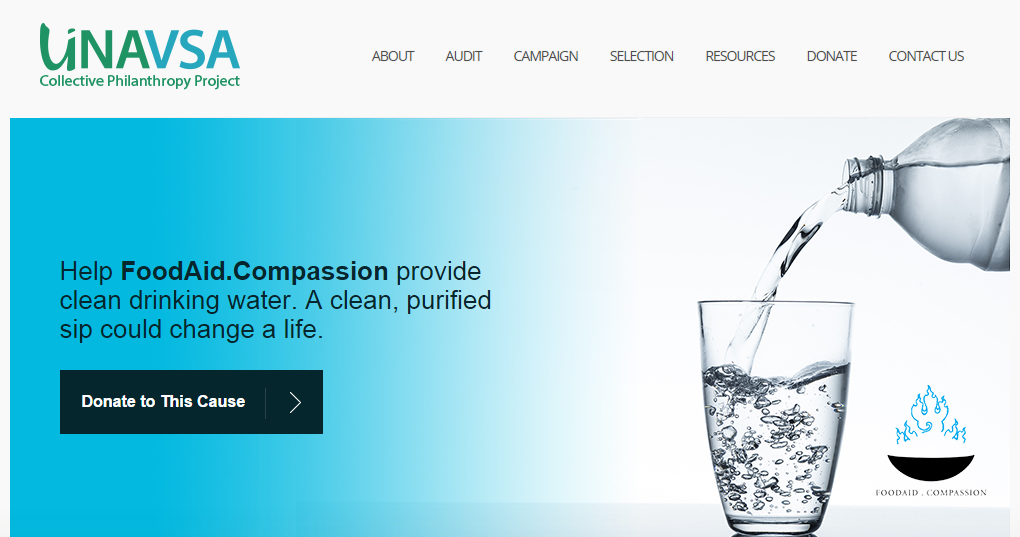 UNAVSA
Collective Philanthropy Project
ABOUT AUDIT CAMPAIGN SELECTION RESOURCES DONATE CONTACT US
Help FoodAid.Compassion provide
clean drinking water. A clean, purified
sip could change a life.
Donate to This Cause
FOODAID . COMPASSION